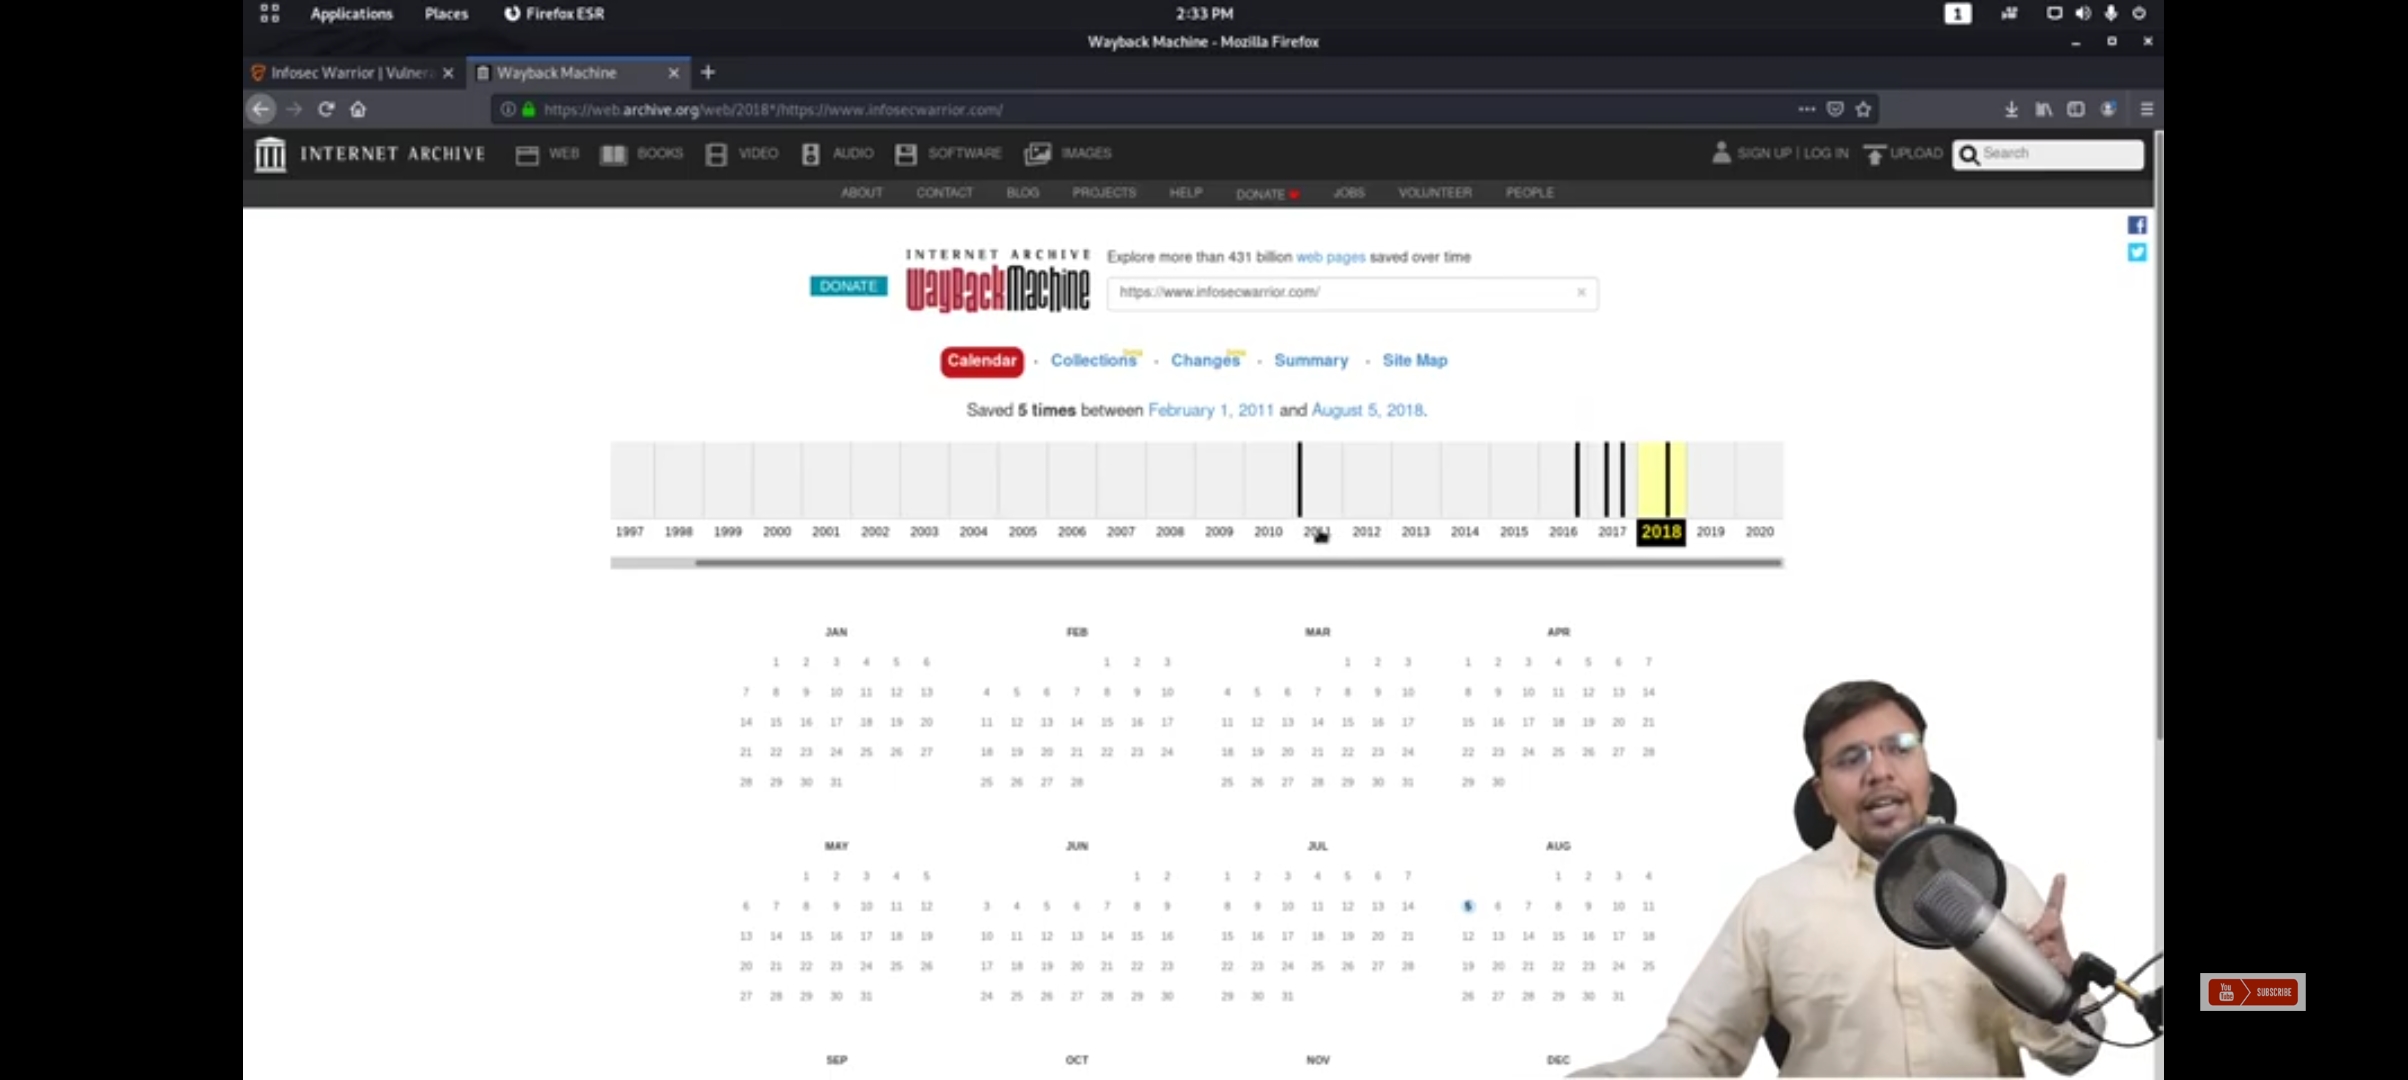 Applications Places Firefox ESR 2:33 PM 1
Wayback Machine - Mozilla Firefox
Infosec Warrior | Vulner Wayback Machine
https://web.archive.org/web/2018*/https://www.infosecwarrior.com/
INTERNET ARCHIVE WEB BOOKS VIDEO AUDIO SOFTWARE IMAGES SIGN UP | LOG IN UPLOAD Search
ABOUT CONTACT BLOG PROJECTS HELP DONATE JOBS VOLUNTEER PEOPLE
INTERNET ARCHIVE
WayBackMachine
DONATE
Explore more than 431 billion web pages saved over time
https://www.infosecwarrior.com/
Calendar · Collections · Changes · Summary · Site Map
Saved 5 times between February 1, 2011 and August 5, 2018.
1997 1998 1999 2000 2001 2002 2003 2004 2005 2006 2007 2008 2009 2010 2011 2012 2013 2014 2015 2016 2017 2018 2019 2020
JAN FEB MAR APR
1 2 3 4 5 6 1 2 3 1 2 3 1 2 3 4 5 6 7
7 8 9 10 11 12 13 4 5 6 7 8 9 10 4 5 6 7 8 9 10 8 9 10 11 12 13 14
14 15 16 17 18 19 20 11 12 13 14 15 16 17 11 12 13 14 15 16 17 15 16 17 18 19 20 21
21 22 23 24 25 26 27 18 19 20 21 22 23 24 18 19 20 21 22 23 24 22 23 24 25 26 27 28
28 29 30 31 25 26 27 28 25 26 27 28 29 30 31 29 30
MAY JUN JUL AUG
1 2 3 4 5 1 2 1 2 3 4 5 6 7 1 2 3 4
6 7 8 9 10 11 12 3 4 5 6 7 8 9 8 9 10 11 12 13 14 5 6 7 8 9 10 11
13 14 15 16 17 18 19 10 11 12 13 14 15 16 15 16 17 18 19 20 21 12 13 14 15 16 17 18
20 21 22 23 24 25 26 17 18 19 20 21 22 23 22 23 24 25 26 27 28 19 20 21 22 23 24 25
27 28 29 30 31 24 25 26 27 28 29 30 29 30 31 26 27 28 29 30 31
SEP OCT NOV DEC
You Tube SUBSCRIBE